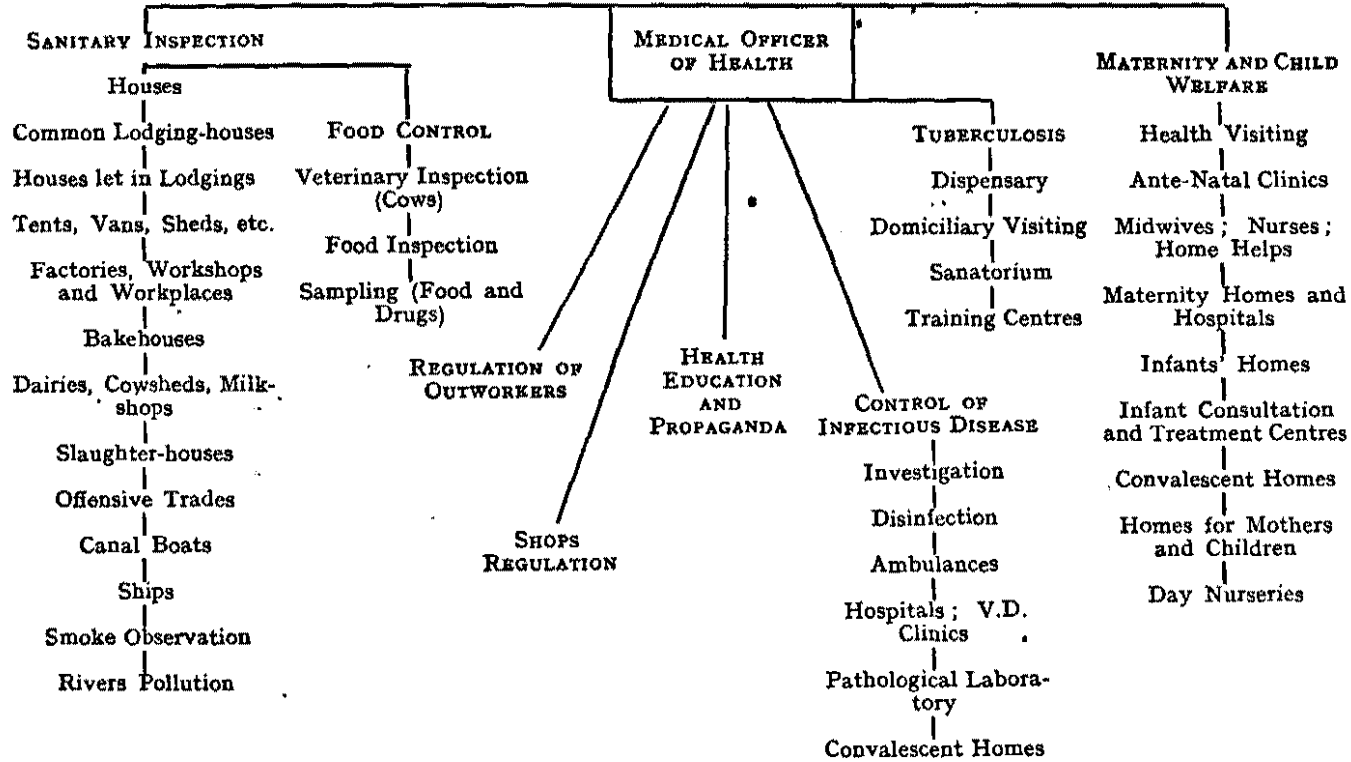 SANITARY INSPECTION
Houses
Common Lodging-houses
Houses let in Lodgings
Tents, Vans, Sheds, etc.
Factories, Workshops
and Workplaces
Bakehouses
Dairies, Cowsheds, Milk-
shops
Slaughter-houses
Offensive Trades
Canal Boats
Ships
Smoke Observation
Rivers Pollution
FOOD CONTROL
Veterinary Inspection
(Cows)
Food Inspection
Sampling (Food and
Drugs)
MEDICAL OFFICER
OF HEALTH
REGULATION OF
OUTWORKERS
SHOPS
REGULATION
HEALTH
EDUCATION
AND
PROPAGANDA
CONTROL OF
INFECTIOUS DISEASE
Investigation
Disinfection
Ambulances
Hospitals; V.D.
Clinics
Pathological Labora-
tory
Convalescent Homes
TUBERCULOSIS
Dispensary
Domiciliary Visiting
Sanatorium
Training Centres
MATERNITY AND CHILD
WELFARE
Health Visiting
Ante-Natal Clinics
Midwives; Nurses;
Home Helps
Maternity Homes and
Hospitals
Infants' Homes
Infant Consultation
and Treatment Centres
Convalescent Homes
Homes for Mothers
and Children
Day Nurseries